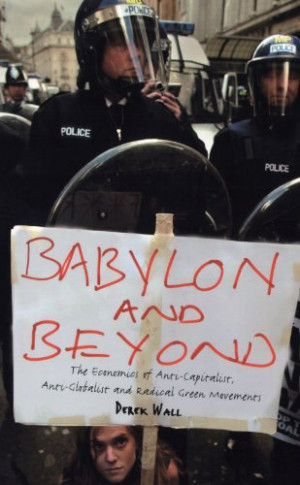 POLICE
POLICE
POLICE
POLICE
BABYLON
AND
BEYOND
The Economics of Anti-Capitalist,
Anti-Globalist and Radical Green Movements
DEREK WALL